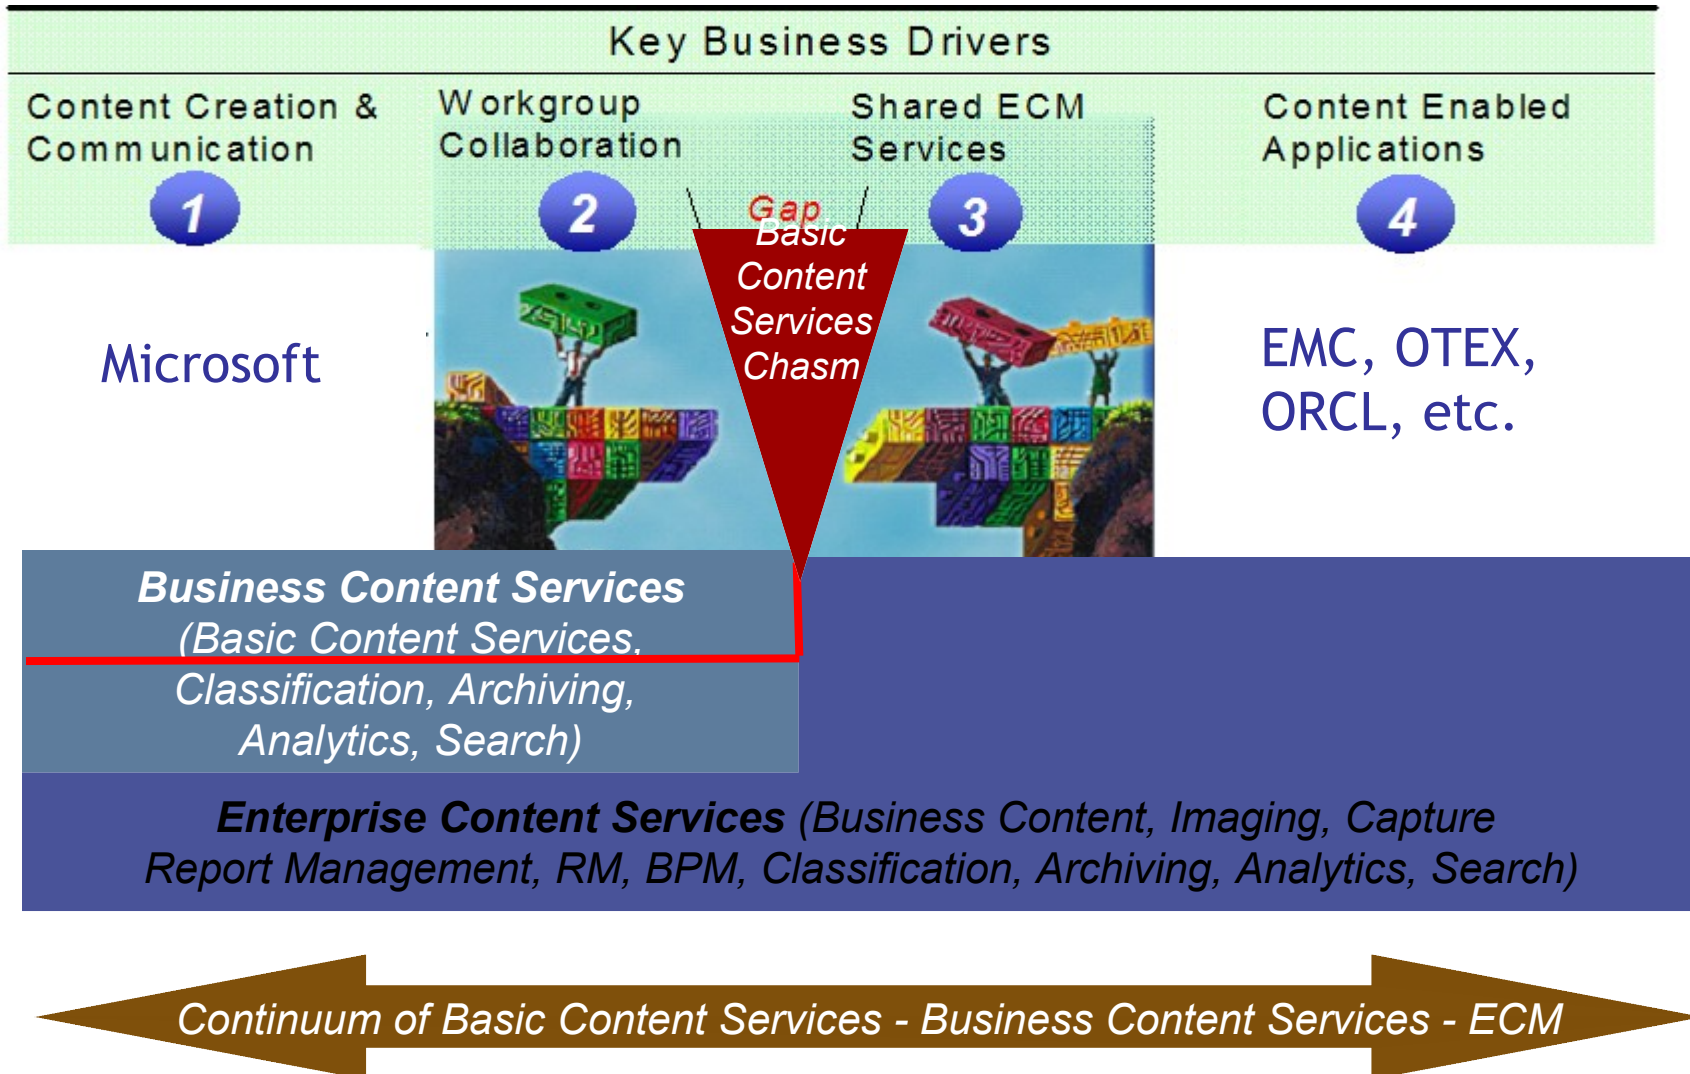 Key Business Drivers
Content Creation &
Communication
1
Workgroup
Collaboration
2
Shared ECM
Services
3
Content Enabled
Applications
4
Gap
Basic
Content
Services
Chasm
Microsoft
EMC, OTEX,
ORCL, etc.
Business Content Services
(Basic Content Services,
Classification, Archiving,
Analytics, Search)
Enterprise Content Services (Business Content, Imaging, Capture
Report Management, RM, BPM, Classification, Archiving, Analytics, Search)
Continuum of Basic Content Services - Business Content Services - ECM